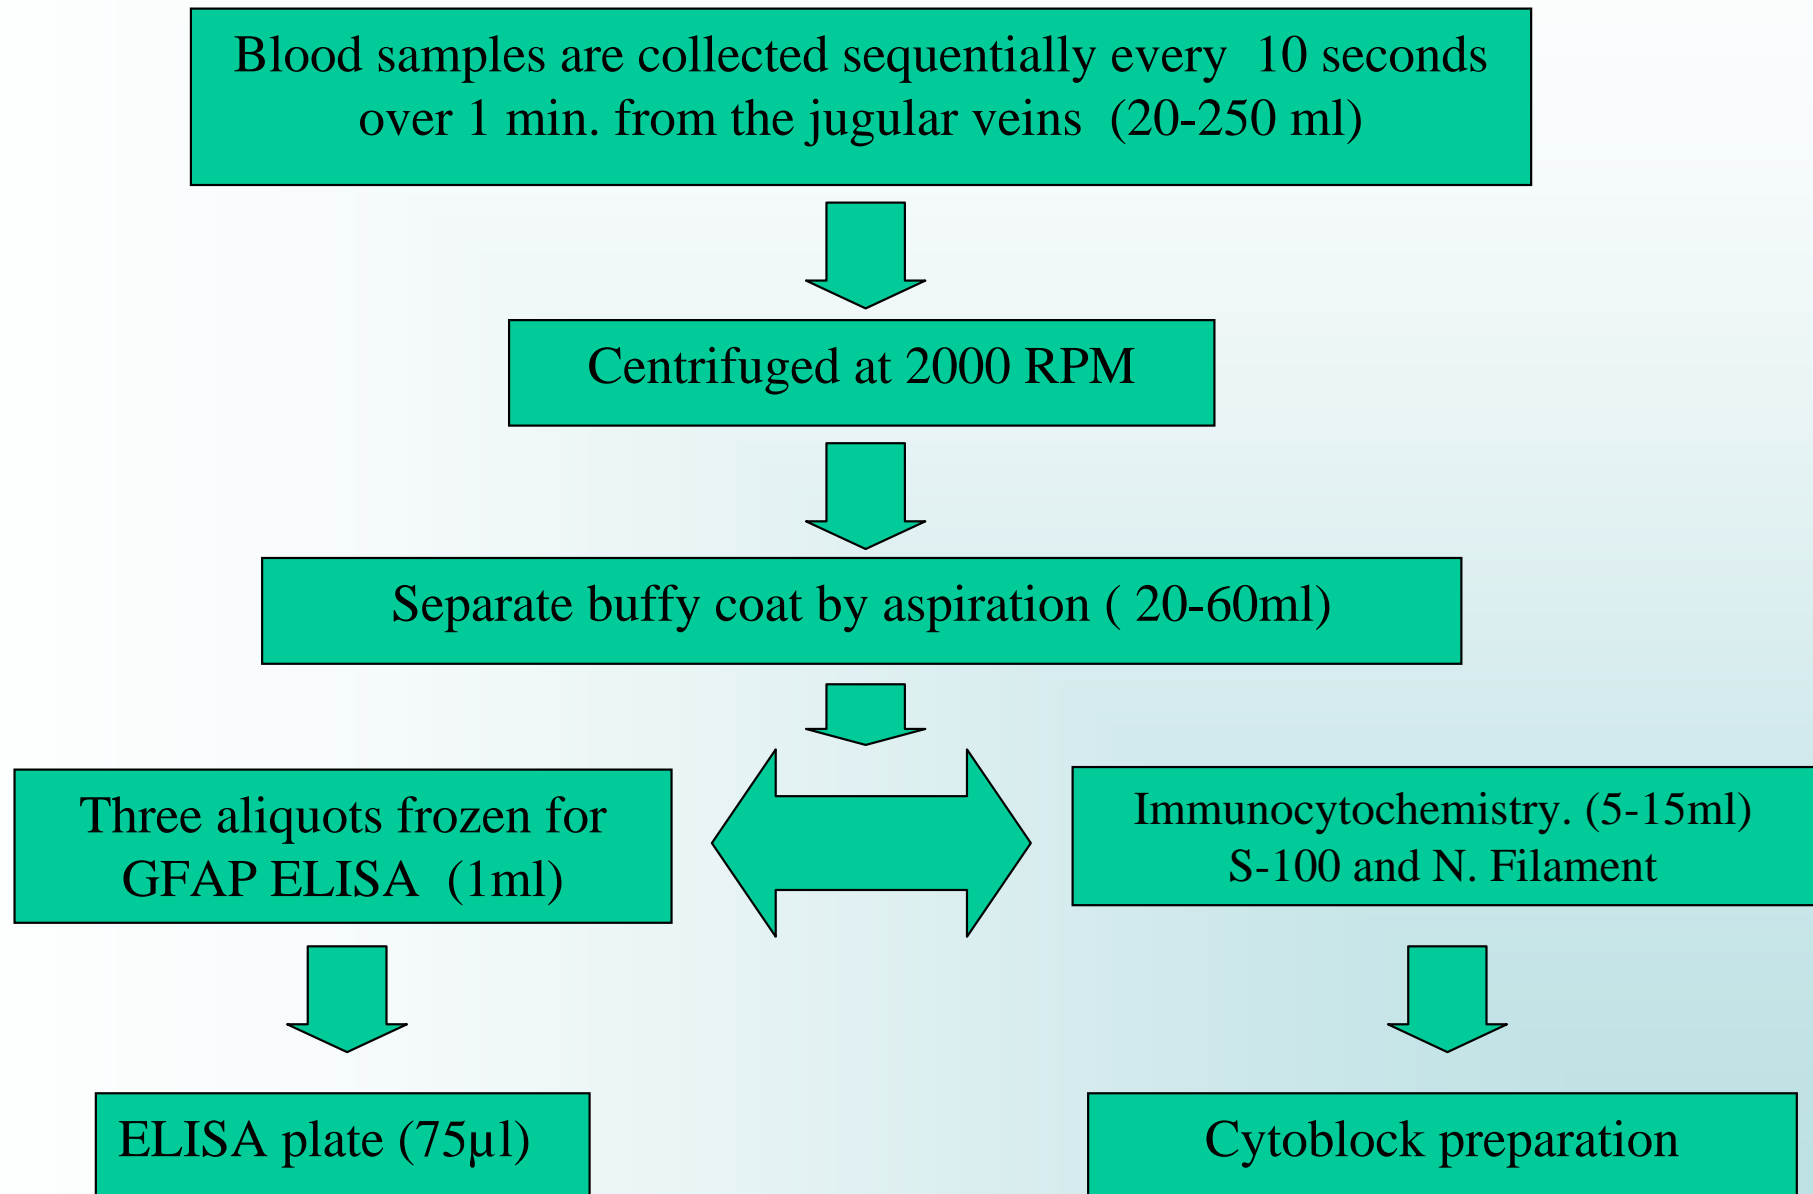 Blood samples are collected sequentially every 10 seconds
over 1 min. from the jugular veins (20-250 ml)
Centrifuged at 2000 RPM
Separate buffy coat by aspiration ( 20-60ml)
Three aliquots frozen for
GFAP ELISA (1ml)
Immunocytochemistry. (5-15ml)
S-100 and N. Filament
ELISA plate (75µl)
Cytoblock preparation